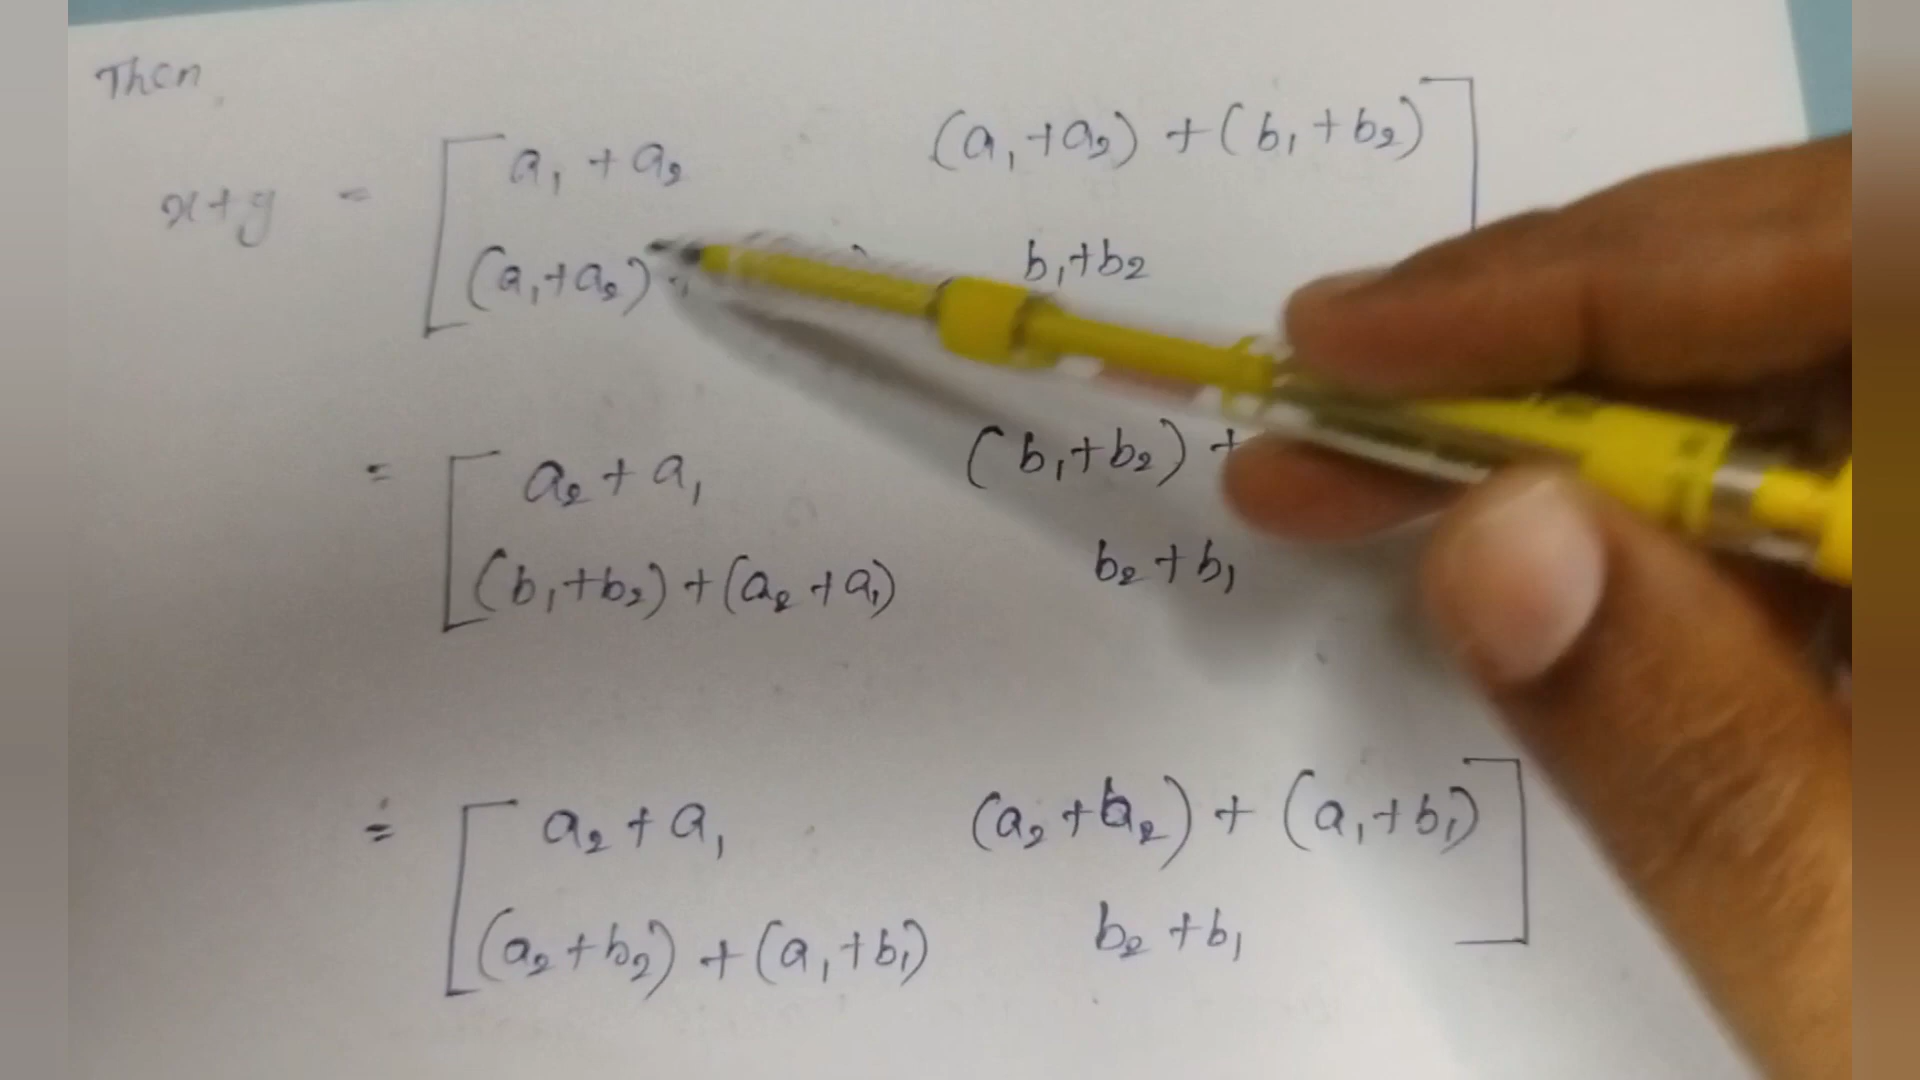 Then
a₁ + a₂ (a₁+a₂) + (b₁+b₂)
x+y =
(a₁+a₂) b₁+b₂
= a₂ + a₁ (b₁+b₂) +
(b₁+b₂) + (a₂ + a₁) b₂ + b₁
= a₂ + a₁ (a₂ + b₂) + (a₁+b₁)
(a₂+b₂) + (a₁+b₁) b₂ + b₁